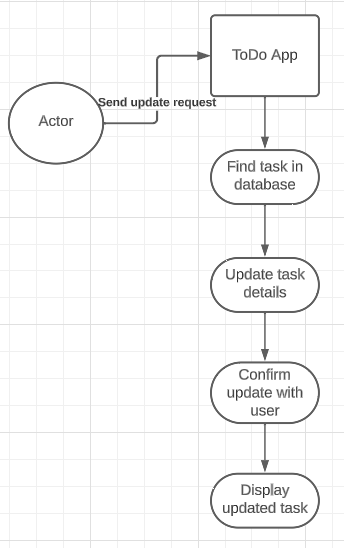 ToDo App
Send update request
Actor
Find task in
database
Update task
details
Confirm
update with
user
Display
updated task